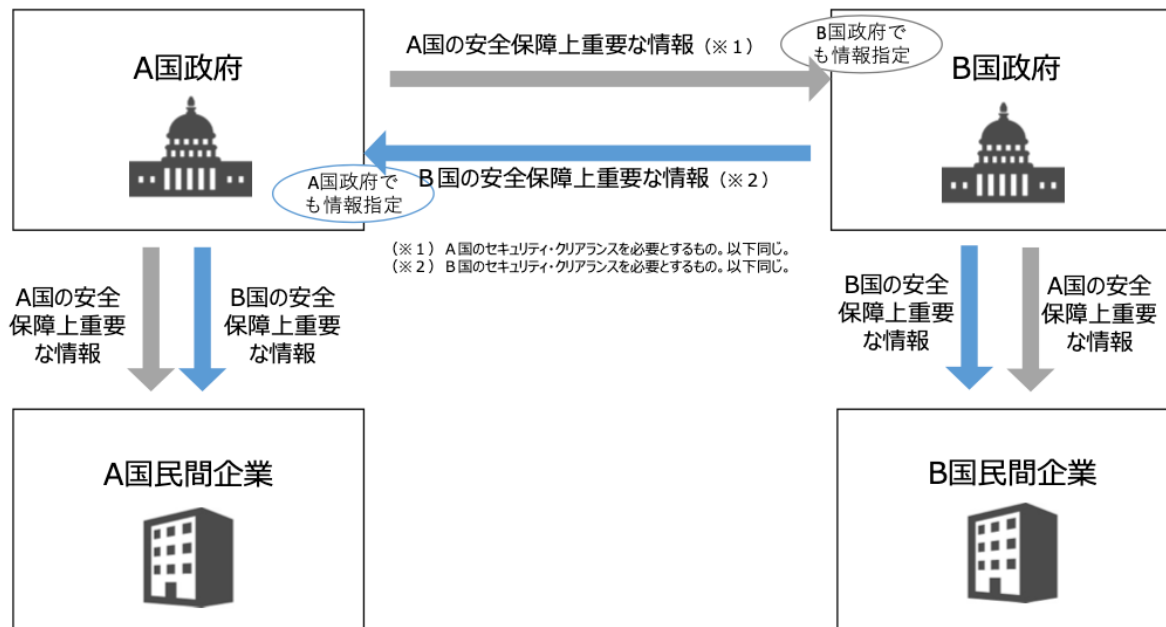 A国の安全保障上重要な情報（※１）
B国政府で
も情報指定
A国政府
B国政府
B国の安全保障上重要な情報（※２）
A国政府で
も情報指定
（※１）A国のセキュリティ・クリアランスを必要とするもの。以下同じ。
（※２）B国のセキュリティ・クリアランスを必要とするもの。以下同じ。
A国の安全
保障上重要
な情報
B国の安全
保障上重要
な情報
B国の安全
保障上重要
な情報
A国の安全
保障上重要
な情報
A国民間企業
B国民間企業